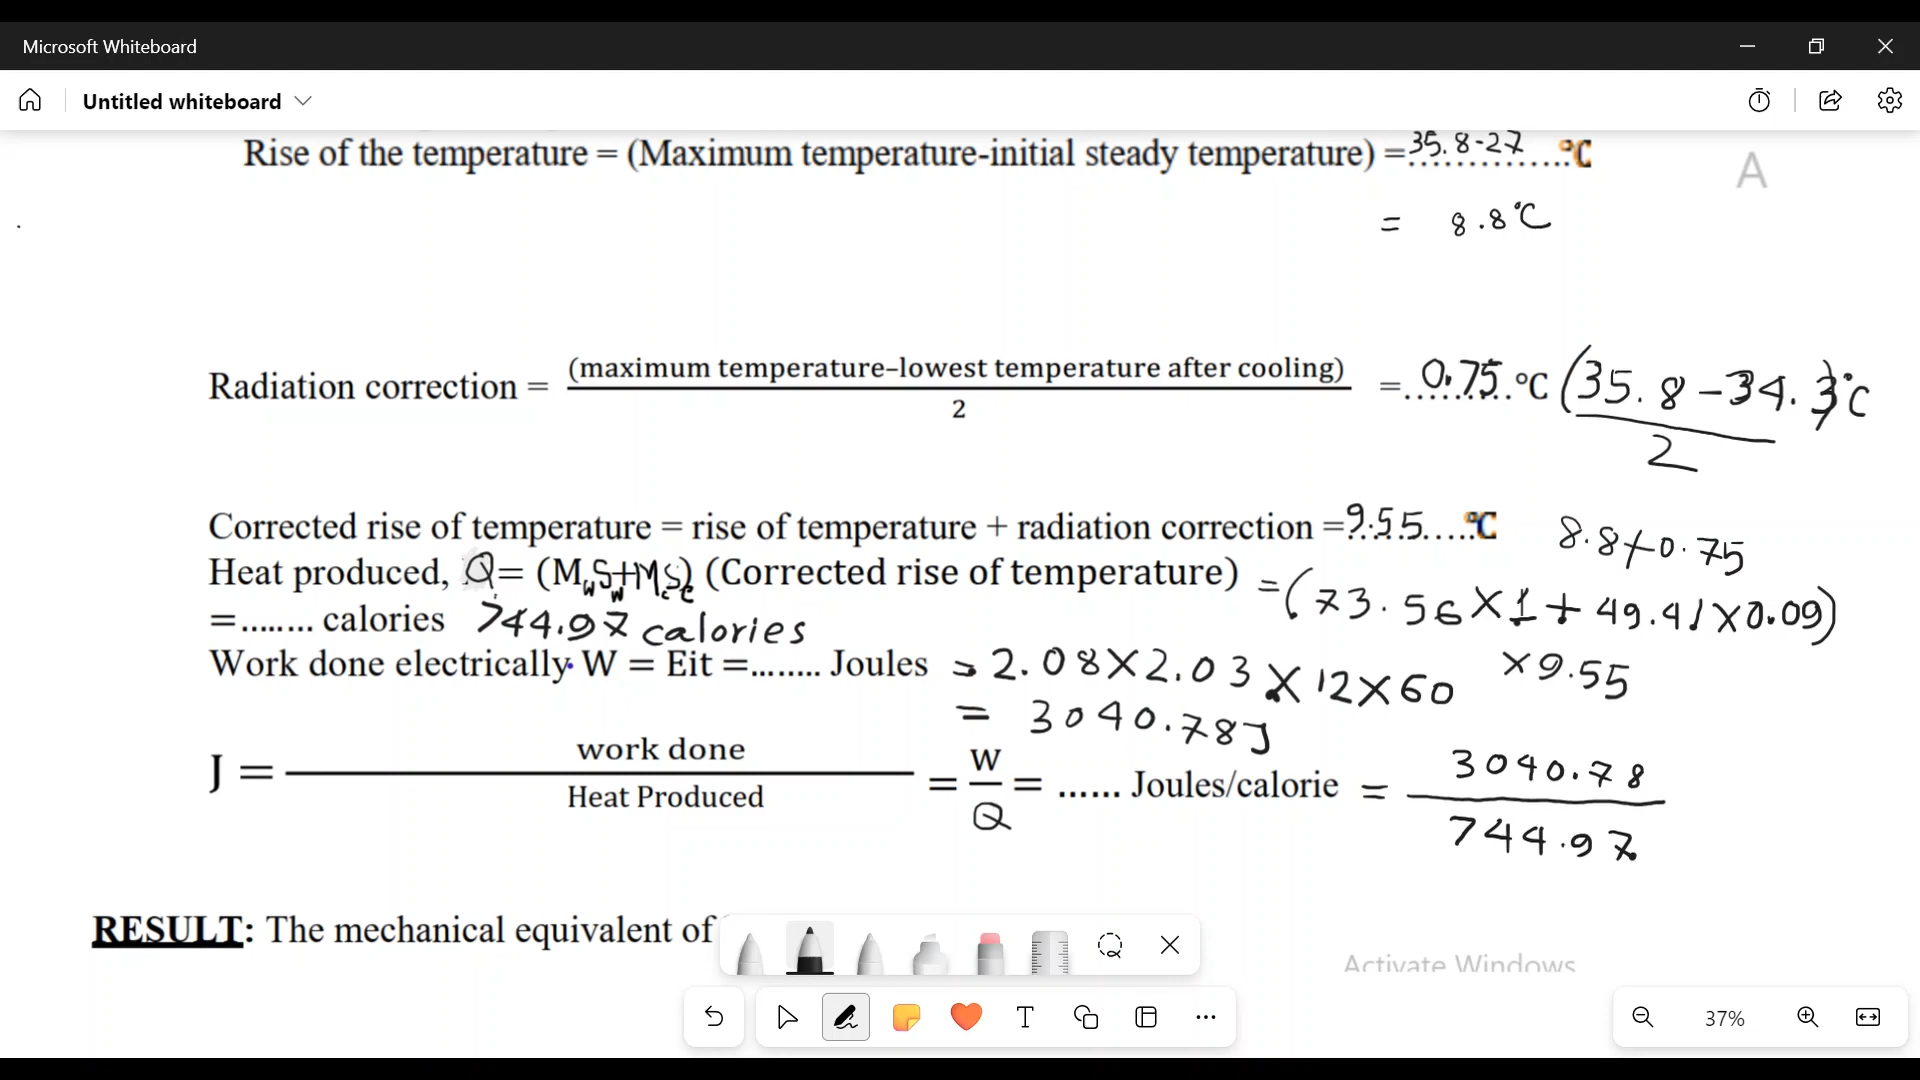 Microsoft Whiteboard
Untitled whiteboard
Rise of the temperature = (Maximum temperature-initial steady temperature) =35.8-27..............°C
A
= 8.8°C
Radiation correction = (maximum temperature–lowest temperature after cooling) / 2 =0.75........°C (35.8-34.3)°C / 2
Corrected rise of temperature = rise of temperature + radiation correction =9.55.....°C 8.8+0.75
Heat produced, Q= (MwSw+McSc) (Corrected rise of temperature) =(73.56×1+49.41×0.09)
=........ calories 744.97 calories
×9.55
Work done electrically W = Eit =........ Joules = 2.08×2.03×12×60
= 3040.78J
J = work done / Heat Produced = W / Q = ...... Joules/calorie = 3040.78 / 744.97
RESULT: The mechanical equivalent of
Activate Windows
37%